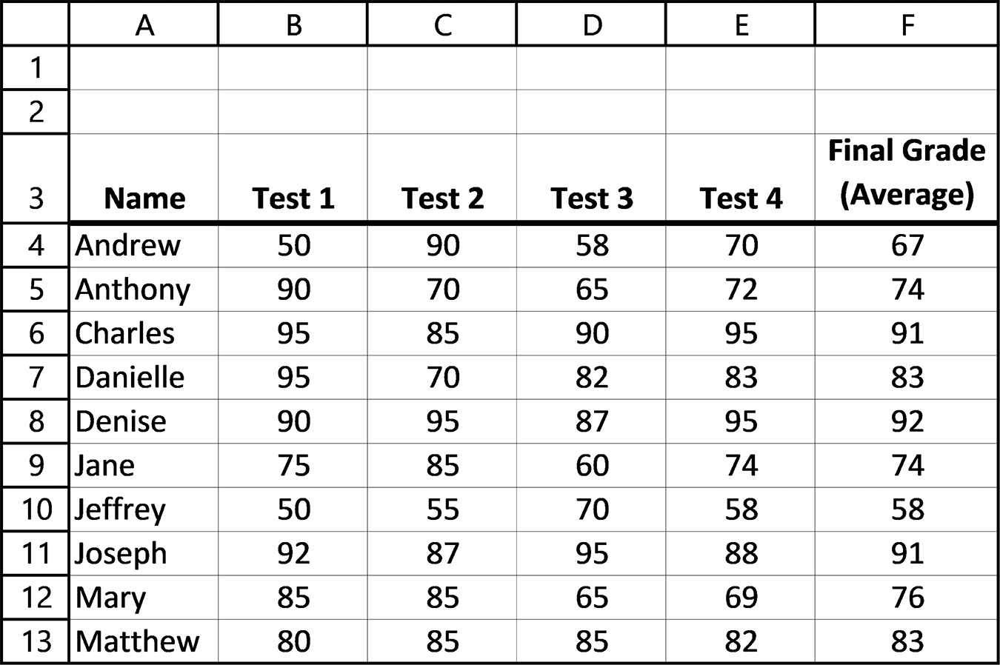 A B C D E F
1
2
3 Name Test 1 Test 2 Test 3 Test 4 Final Grade
(Average)
4 Andrew 50 90 58 70 67
5 Anthony 90 70 65 72 74
6 Charles 95 85 90 95 91
7 Danielle 95 70 82 83 83
8 Denise 90 95 87 95 92
9 Jane 75 85 60 74 74
10 Jeffrey 50 55 70 58 58
11 Joseph 92 87 95 88 91
12 Mary 85 85 65 69 76
13 Matthew 80 85 85 82 83